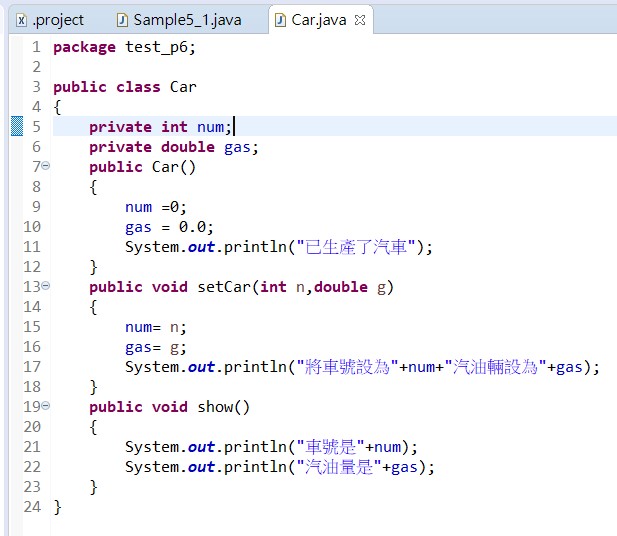 .project Sample5_1.java Car.java
1 package test_p6;
2
3 public class Car
4 {
5     private int num;
6     private double gas;
7     public Car()
8     {
9         num =0;
10         gas = 0.0;
11         System.out.println("已生產了汽車");
12     }
13     public void setCar(int n,double g)
14     {
15         num= n;
16         gas= g;
17         System.out.println("將車號設為"+num+"汽油輛設為"+gas);
18     }
19     public void show()
20     {
21         System.out.println("車號是"+num);
22         System.out.println("汽油量是"+gas);
23     }
24 }